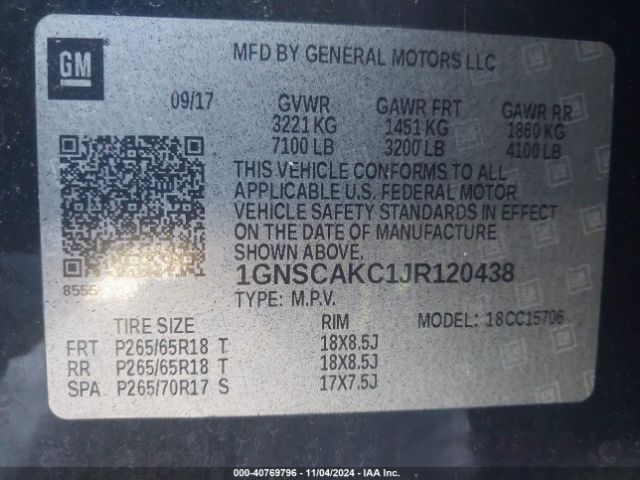 GM
MFD BY GENERAL MOTORS LLC
09/17 GVWR GAWR FRT GAWR RR
3221 KG 1451 KG 1860 KG
7100 LB 3200 LB 4100 LB
THIS VEHICLE CONFORMS TO ALL
APPLICABLE U.S. FEDERAL MOTOR
VEHICLE SAFETY STANDARDS IN EFFECT
ON THE DATE OF MANUFACTURE
SHOWN ABOVE.
1GNSCAKC1JR120438
TYPE: M.P.V.
TIRE SIZE RIM MODEL: 18CC15706
FRT P265/65R18 T 18X8.5J
RR P265/65R18 T 18X8.5J
SPA P265/70R17 S 17X7.5J
© 40769796 - 11/04/2024 - IAA Inc.